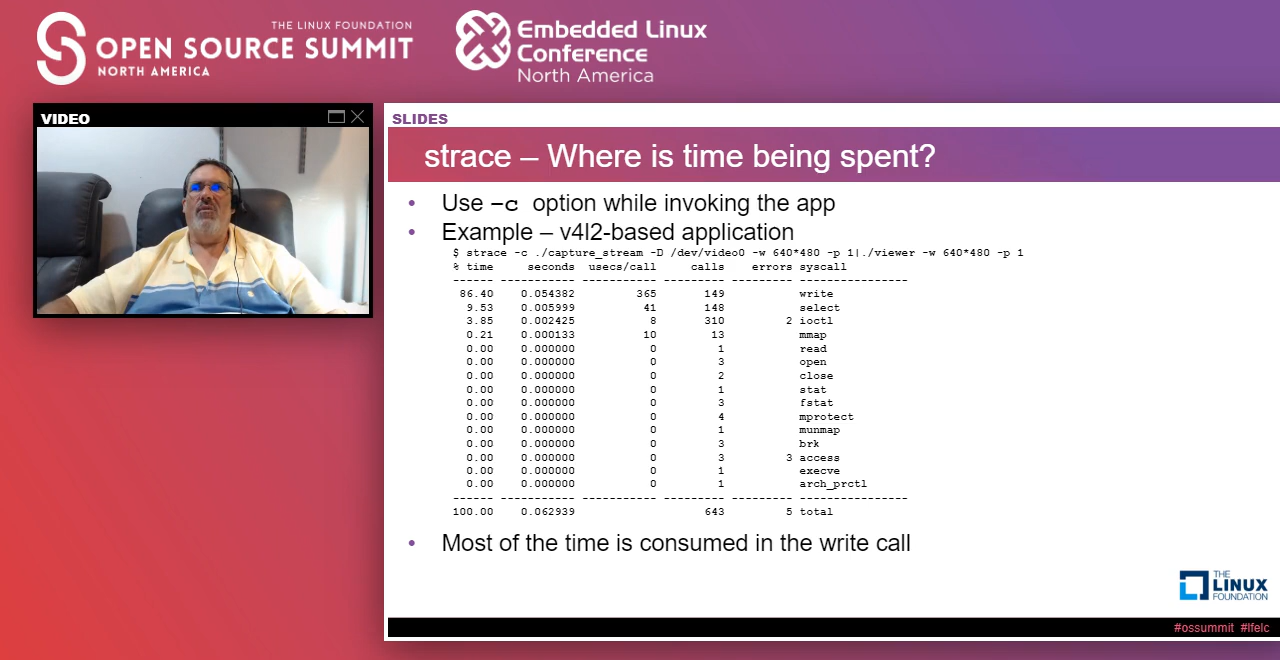 THE LINUX FOUNDATION
OPEN SOURCE SUMMIT
NORTH AMERICA
Embedded Linux
Conference
North America
VIDEO
SLIDES
strace – Where is time being spent?
• Use –c option while invoking the app
• Example – v4l2-based application
$ strace -c ./capture_stream -D /dev/video0 -w 640*480 -p 1|./viewer -w 640*480 -p 1
% time seconds usecs/call calls errors syscall
------ ----------- ----------- --------- --------- ----------------
86.40 0.054382 365 149 write
9.53 0.005999 41 148 select
3.85 0.002425 8 310 2 ioctl
0.21 0.000133 10 13 mmap
0.00 0.000000 0 1 read
0.00 0.000000 0 3 open
0.00 0.000000 0 2 close
0.00 0.000000 0 1 stat
0.00 0.000000 0 3 fstat
0.00 0.000000 0 4 mprotect
0.00 0.000000 0 1 munmap
0.00 0.000000 0 3 brk
0.00 0.000000 0 3 3 access
0.00 0.000000 0 1 execve
0.00 0.000000 0 1 arch_prctl
------ ----------- ----------- --------- --------- ----------------
100.00 0.062939 643 5 total
• Most of the time is consumed in the write call
THE
LINUX
FOUNDATION
#ossummit #lfelc